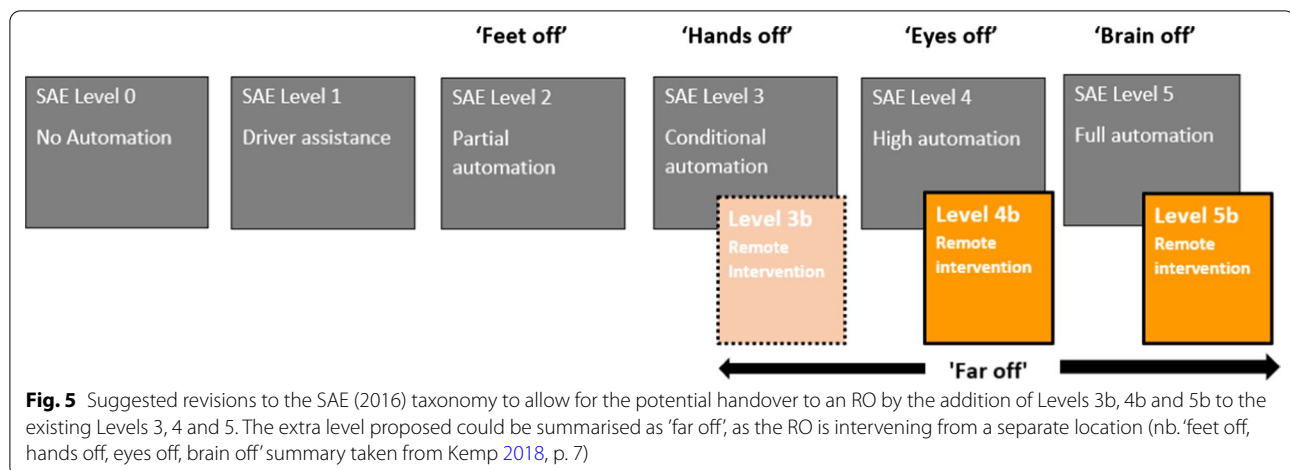 ‘Feet off’ ‘Hands off’ ‘Eyes off’ ‘Brain off’
SAE Level 0
No Automation
SAE Level 1
Driver assistance
SAE Level 2
Partial
automation
SAE Level 3
Conditional
automation
SAE Level 4
High automation
SAE Level 5
Full automation
Level 3b
Remote
Intervention
Level 4b
Remote
intervention
Level 5b
Remote
intervention
'Far off'
Fig. 5 Suggested revisions to the SAE (2016) taxonomy to allow for the potential handover to an RO by the addition of Levels 3b, 4b and 5b to the
existing Levels 3, 4 and 5. The extra level proposed could be summarised as ‘far off’, as the RO is intervening from a separate location (nb. ‘feet off,
hands off, eyes off, brain off’ summary taken from Kemp 2018, p. 7)